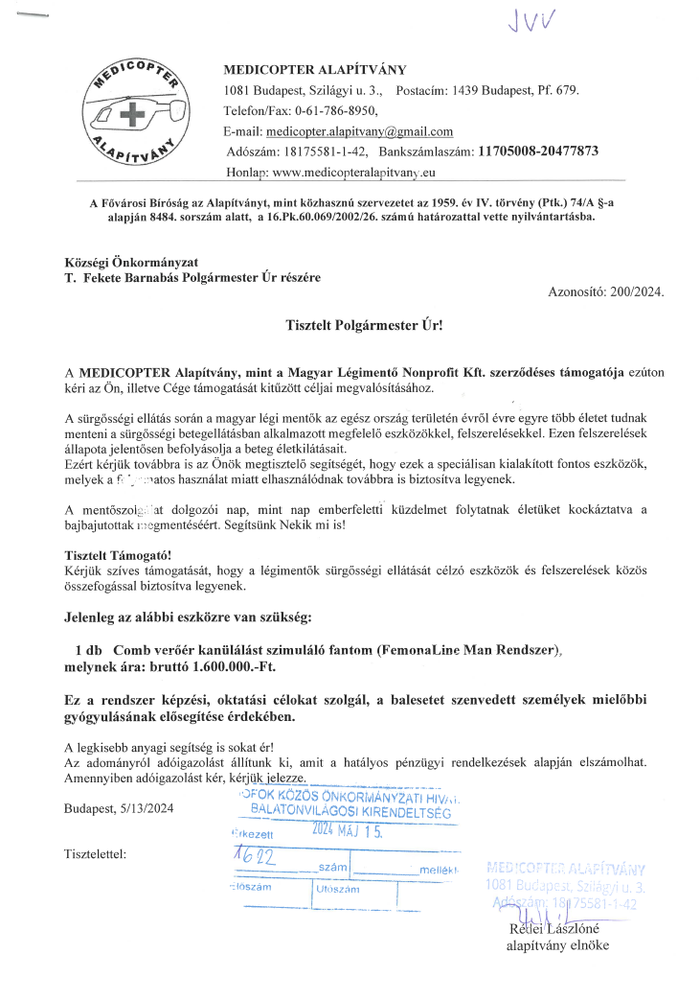 JVV
MEDICOPTER ALAPÍTVÁNY
MEDICOPTER ALAPÍTVÁNY
1081 Budapest, Szilágyi u. 3., Postacím: 1439 Budapest, Pf. 679.
Telefon/Fax: 0-61-786-8950,
E-mail: medicopter.alapitvany@gmail.com
Adószám: 18175581-1-42, Bankszámlaszám: 11705008-20477873
Honlap: www.medicopteralapitvany.eu
A Fővárosi Bíróság az Alapítványt, mint közhasznú szervezetet az 1959. év IV. törvény (Ptk.) 74/A §-a
alapján 8484. sorszám alatt, a 16.Pk.60.069/2002/26. számú határozattal vette nyilvántartásba.
Községi Önkormányzat
T. Fekete Barnabás Polgármester Úr részére
Azonosító: 200/2024.
Tisztelt Polgármester Úr!
A MEDICOPTER Alapítvány, mint a Magyar Légimentő Nonprofit Kft. szerződéses támogatója ezúton
kéri az Ön, illetve Cége támogatását kitűzött céljai megvalósításához.
A sürgősségi ellátás során a magyar légi mentők az egész ország területén évről évre egyre több életet tudnak
menteni a sürgősségi betegellátásban alkalmazott megfelelő eszközökkel, felszerelésekkel. Ezen felszerelések
állapota jelentősen befolyásolja a beteg életkilátásait.
Ezért kérjük továbbra is az Önök megtisztelő segítségét, hogy ezek a speciálisan kialakított fontos eszközök,
melyek a használat miatt elhasználódnak továbbra is biztosítva legyenek.
A mentőszolgálat dolgozói nap, mint nap emberfeletti küzdelmet folytatnak életüket kockáztatva a
bajbajutottak megmentéséért. Segítsünk Nekik mi is!
Tisztelt Támogató!
Kérjük szíves támogatását, hogy a légimentők sürgősségi ellátását célzó eszközök és felszerelések közös
összefogással biztosítva legyenek.
Jelenleg az alábbi eszközre van szükség:
1 db Comb verőér kanülálást szimuláló fantom (FemonaLine Man Rendszer),
melynek ára: bruttó 1.600.000.-Ft.
Ez a rendszer képzési, oktatási célokat szolgál, a balesetet szenvedett személyek mielőbbi
gyógyulásának elősegítése érdekében.
A legkisebb anyagi segítség is sokat ér!
Az adományról adóigazolást állítunk ki, amit a hatályos pénzügyi rendelkezések alapján elszámolhat.
Amennyiben adóigazolást kér, kérjük jelezze.
Budapest, 5/13/2024
OFOK KÖZÖS ÖNKORMÁNYZATI HIVAT
BALATONVILÁGOSI KIRENDELTSÉG
Érkezett 2024 MÁJ 15.
1622 szám mellékl
Előszám Utószám
Tisztelettel:
MEDICOPTER ALAPÍTVÁNY
1081 Budapest, Szilágyi u. 3.
Adószám: 18175581-1-42
Rédei Lászlóné
alapítvány elnöke